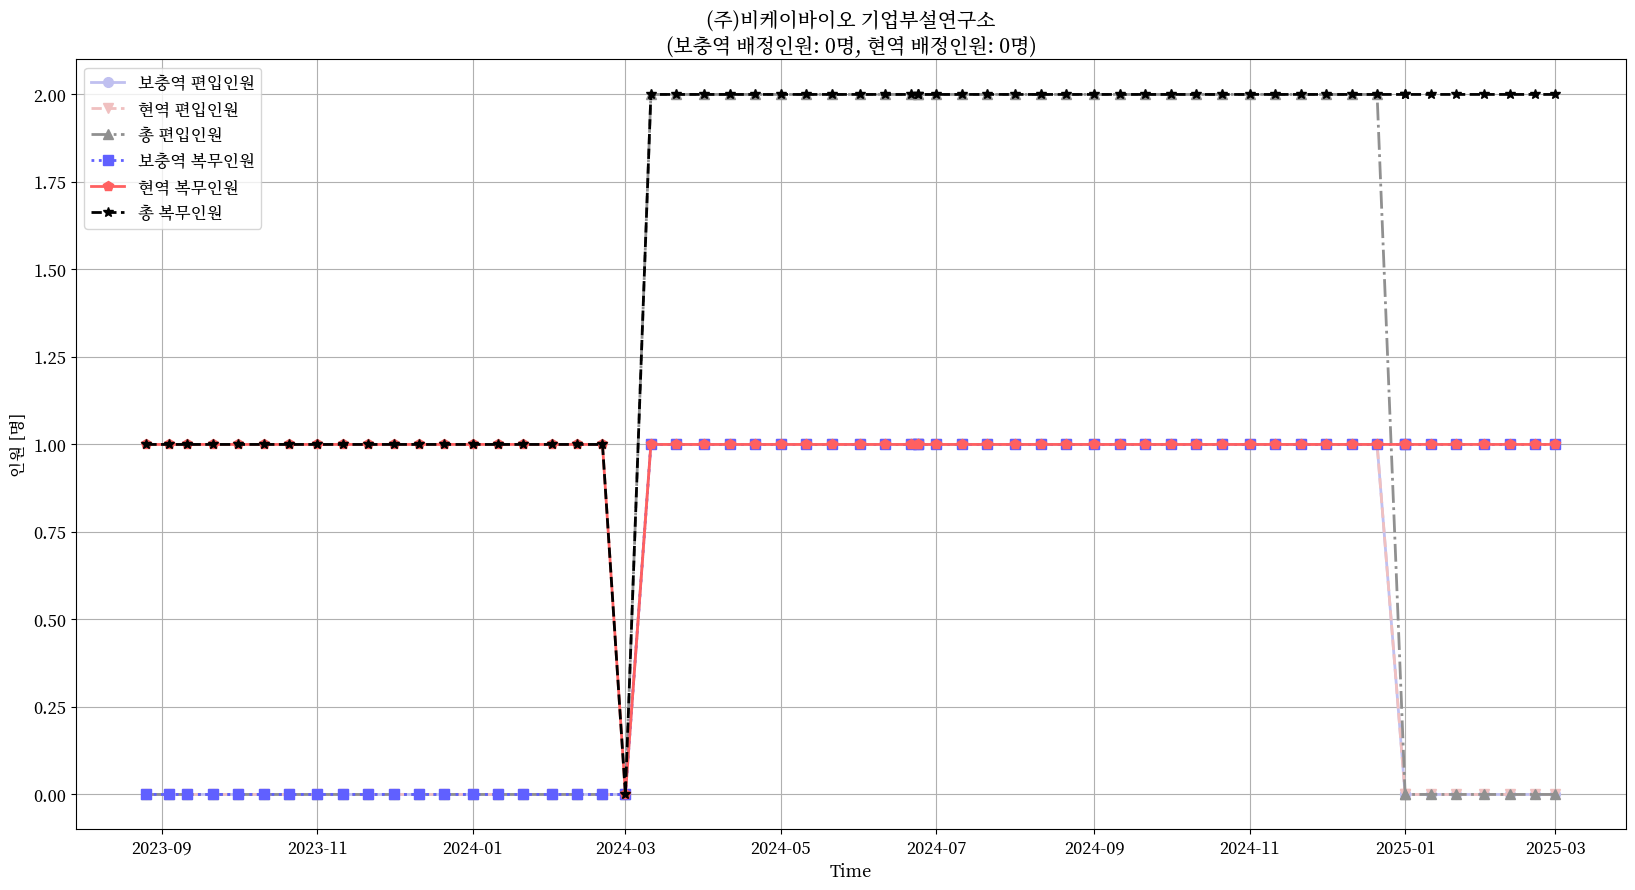 (주)비케이바이오 기업부설연구소
(보충역 배정인원: 0명, 현역 배정인원: 0명)
보충역 편입인원
현역 편입인원
총 편입인원
보충역 복무인원
현역 복무인원
총 복무인원
인원 [명]
2.00
1.75
1.50
1.25
1.00
0.75
0.50
0.25
0.00
2023-09
2023-11
2024-01
2024-03
2024-05
2024-07
2024-09
2024-11
2025-01
2025-03
Time